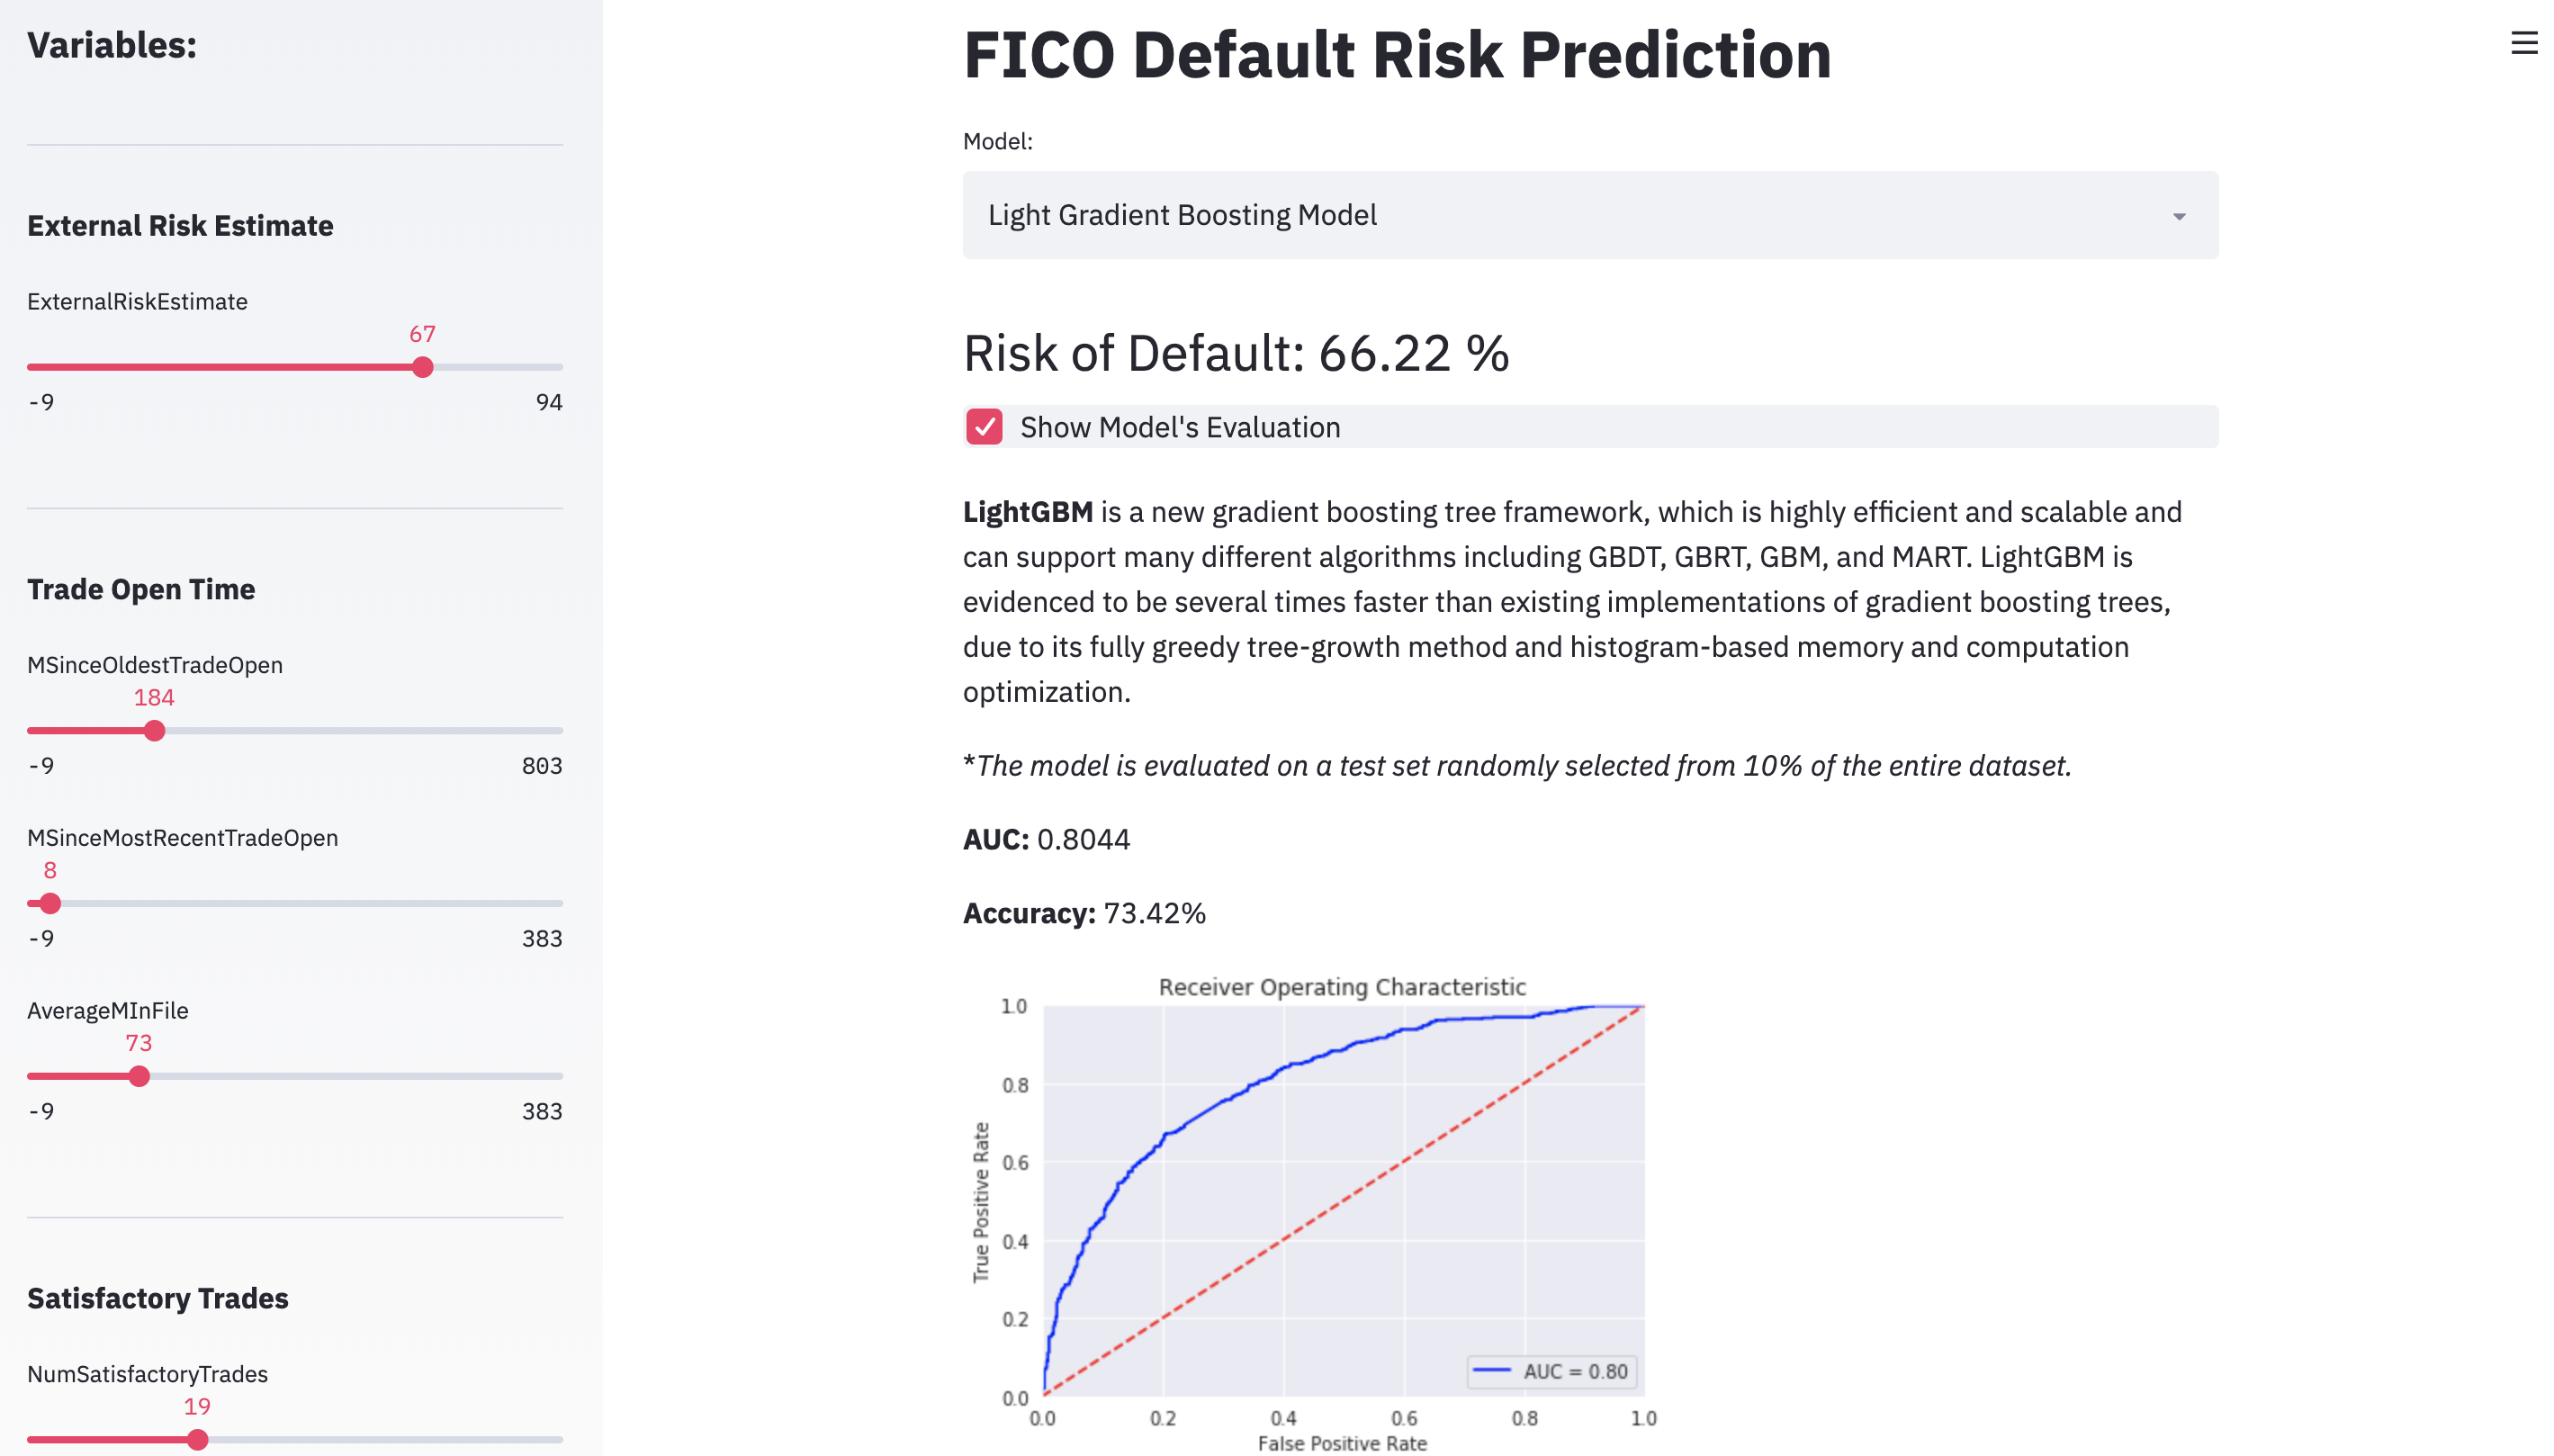 Variables:
External Risk Estimate
ExternalRiskEstimate
67
-9 94
Trade Open Time
MSinceOldestTradeOpen
184
-9 803
MSinceMostRecentTradeOpen
8
-9 383
AverageMInFile
73
-9 383
Satisfactory Trades
NumSatisfactoryTrades
19
FICO Default Risk Prediction
Model:
Light Gradient Boosting Model
Risk of Default: 66.22 %
Show Model's Evaluation
LightGBM is a new gradient boosting tree framework, which is highly efficient and scalable and
can support many different algorithms including GBDT, GBRT, GBM, and MART. LightGBM is
evidenced to be several times faster than existing implementations of gradient boosting trees,
due to its fully greedy tree-growth method and histogram-based memory and computation
optimization.
*The model is evaluated on a test set randomly selected from 10% of the entire dataset.
AUC: 0.8044
Accuracy: 73.42%
Receiver Operating Characteristic
1.0
0.8
0.6
0.4
0.2
0.0
True Positive Rate
AUC = 0.80
0.0 0.2 0.4 0.6 0.8 1.0
False Positive Rate